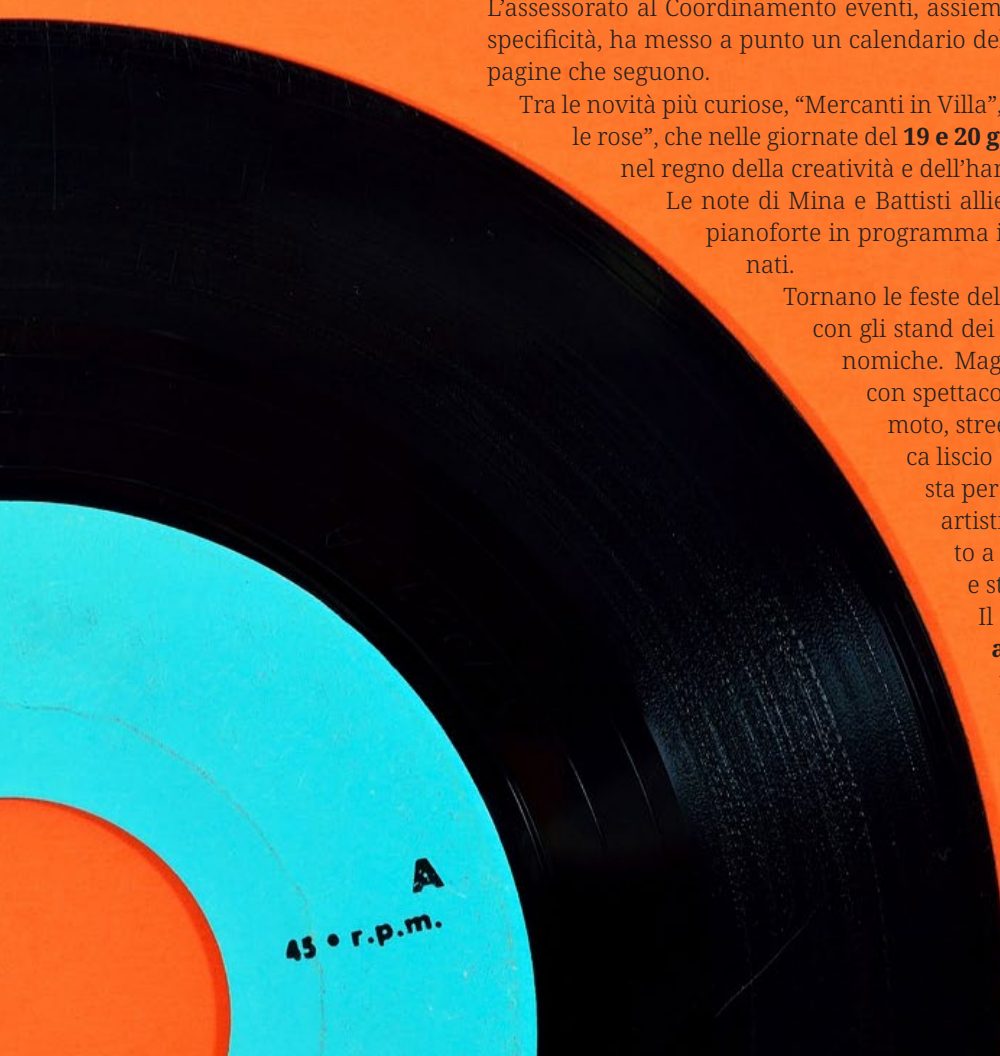 L’assessorato al Coordinamento eventi, assiem
specificità, ha messo a punto un calendario de
pagine che seguono.
Tra le novità più curiose, “Mercanti in Villa”,
le rose”, che nelle giornate del 19 e 20 g
nel regno della creatività e dell’han
Le note di Mina e Battisti allie
pianoforte in programma i
nati.
Tornano le feste del
con gli stand dei
nomiche. Mag
con spettaco
moto, stree
ca liscio
sta per
artisti
to a
e st
Il
a
A
45 • r.p.m.